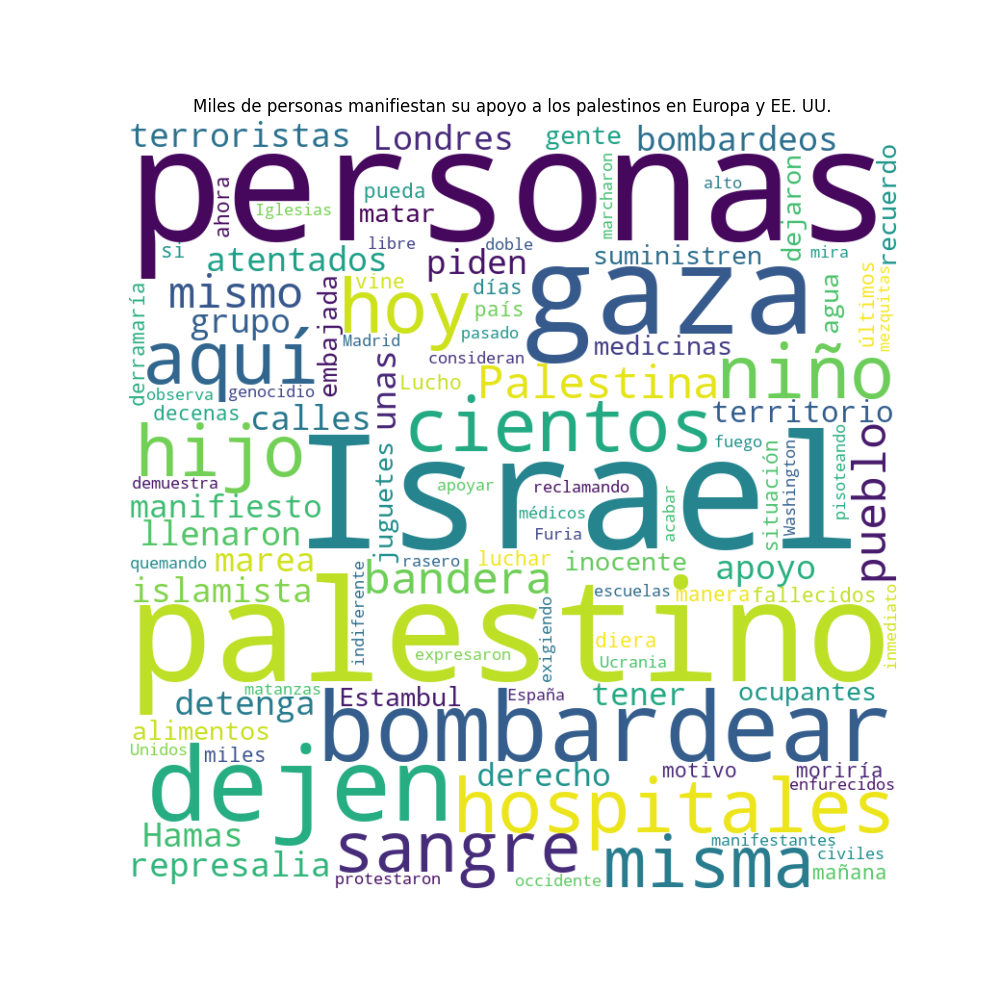 Miles de personas manifiestan su apoyo a los palestinos en Europa y EE. UU.
terroristas
Londres
gente
bombardeos
personas
ahora
Iglesias
pueda
matar
marcharon
alto
dejaron
recuerdo
Si
atentados
libre
piden
doble
suministren
mira
derramaría
mismo
grupo
embajada
vine
hoy
días
país
pasado
gaza
agua
últimos
mezquitas
aquí
Madrid
consideran
medicinas
observa
genocidio
unas
Lucho
Palestina
niño
decenas
calles
cientos
territorio
hijo
Israel
fuego
pueblo
demuestra
juguetes
apoyar
reclamando
acabar
situación
Washington
pisoteando
manifiesto
llenaron
médicos
Furia
quemando
marea
rasero
luchar
inocente
apoyo
islamista
indiferente
bandera
escuelas
manera
fallecidos
inmediato
palestino
expresaron
exigiendo
diera
Ucrania
matanzas
detenga
Estambul
España
tener
ocupantes
alimentos
bombardear
Unidos
miles
dejen
derecho
motivo
moriría
enfurecidos
hospitales
Hamas
sangre
misma
manifestantes
represalia
civiles
protestaron
occidente
mañana